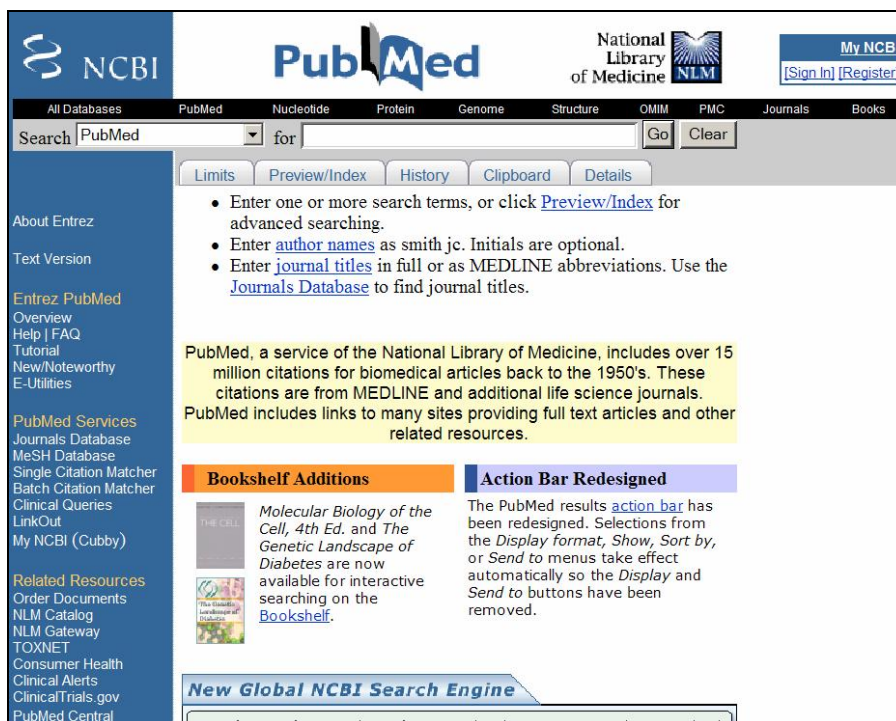 NCBI
PubMed
National
Library
of Medicine
NLM
My NCB
[Sign In] [Register
All Databases PubMed Nucleotide Protein Genome Structure OMIM PMC Journals Books
Search PubMed for Go Clear
Limits Preview/Index History Clipboard Details
About Entrez
Text Version
Entrez PubMed
Overview
Help | FAQ
Tutorial
New/Noteworthy
E-Utilities
PubMed Services
Journals Database
MeSH Database
Single Citation Matcher
Batch Citation Matcher
Clinical Queries
LinkOut
My NCBI (Cubby)
Related Resources
Order Documents
NLM Catalog
NLM Gateway
TOXNET
Consumer Health
Clinical Alerts
ClinicalTrials.gov
PubMed Central
• Enter one or more search terms, or click Preview/Index for
advanced searching.
• Enter author names as smith jc. Initials are optional.
• Enter journal titles in full or as MEDLINE abbreviations. Use the
Journals Database to find journal titles.
PubMed, a service of the National Library of Medicine, includes over 15
million citations for biomedical articles back to the 1950's. These
citations are from MEDLINE and additional life science journals.
PubMed includes links to many sites providing full text articles and other
related resources.
Bookshelf Additions
THE CELL
The Genetic
Landscape of
Diabetes
Molecular Biology of the
Cell, 4th Ed. and The
Genetic Landscape of
Diabetes are now
available for interactive
searching on the
Bookshelf.
Action Bar Redesigned
The PubMed results action bar has
been redesigned. Selections from
the Display format, Show, Sort by,
or Send to menus take effect
automatically so the Display and
Send to buttons have been
removed.
New Global NCBI Search Engine